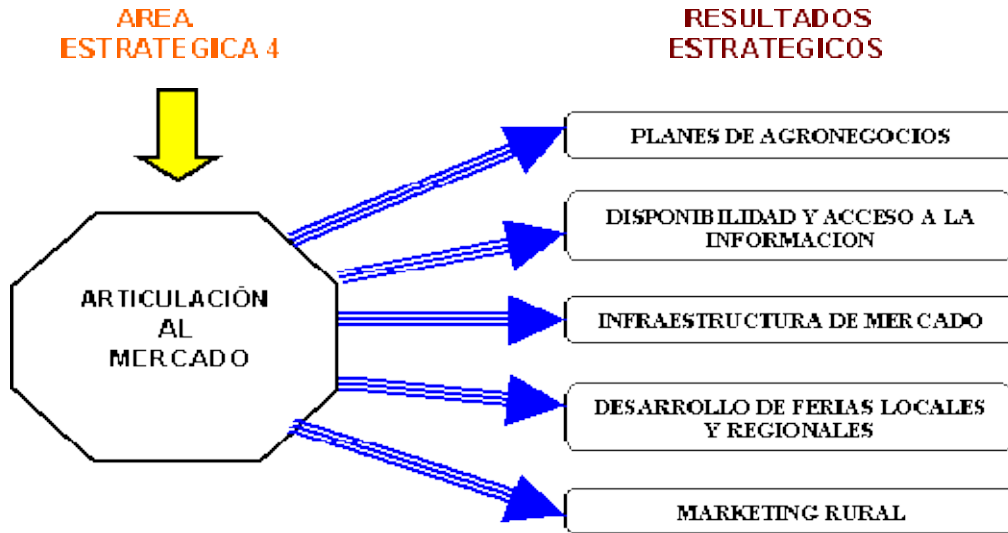 AREA
ESTRATEGICA 4
RESULTADOS
ESTRATEGICOS
ARTICULACIÓN
AL
MERCADO
PLANES DE AGRONEGOCIOS
DISPONIBILIDAD Y ACCESO A LA
INFORMACION
INFRAESTRUCTURA DE MERCADO
DESARROLLO DE FERIAS LOCALES
Y REGIONALES
MARKETING RURAL